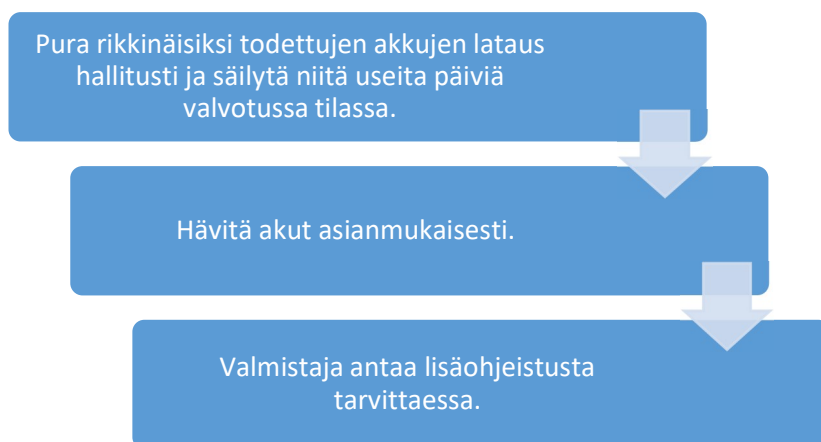 Pura rikkinäisiksi todettujen akkujen lataus
hallitusti ja säilytä niitä useita päiviä
valvotussa tilassa.
Hävitä akut asianmukaisesti.
Valmistaja antaa lisäohjeistusta
tarvittaessa.